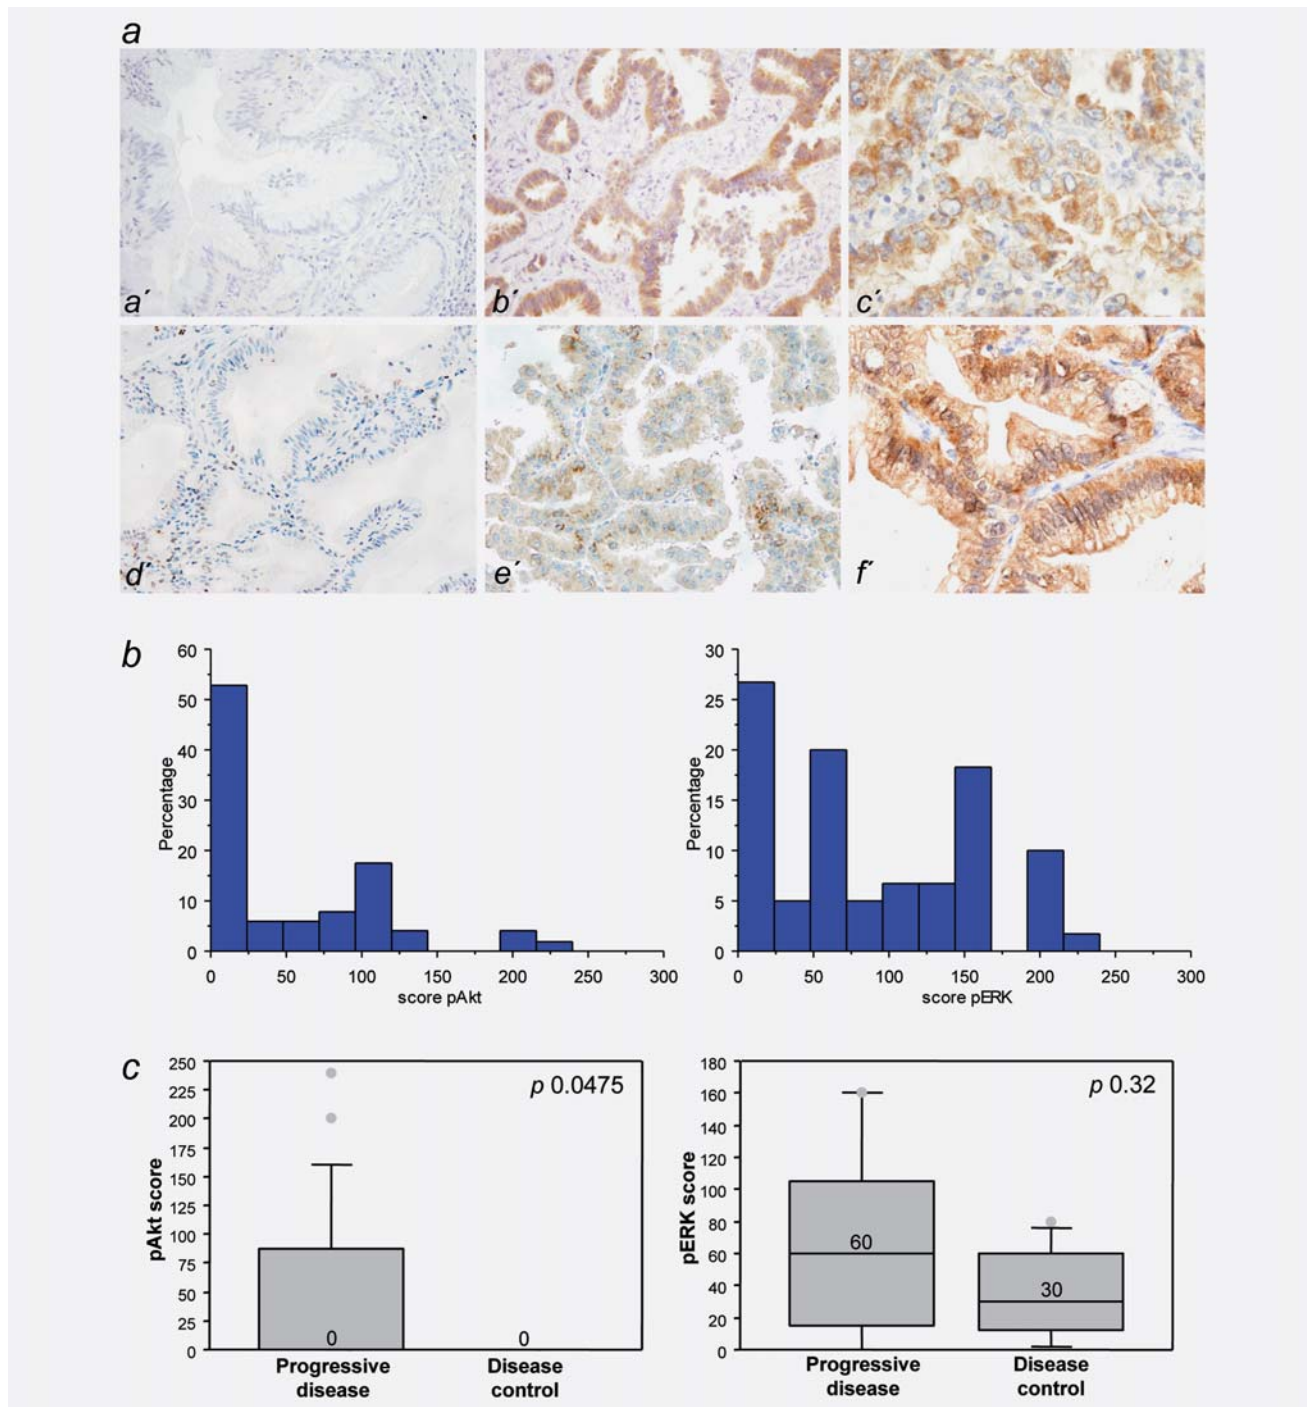 a
a´
b´
c´
d´
e´
f´
b
60
50
40
30
20
10
0
Percentage
0 50 100 150 200 250 300
score pAkt
30
25
20
15
10
5
0
Percentage
0 50 100 150 200 250 300
score pERK
c
250
225
200
175
150
125
100
75
50
25
0
pAkt score
p 0.0475
0
0
Progressive disease
Disease control
180
160
140
120
100
80
60
40
20
0
pERK score
p 0.32
60
30
Progressive disease
Disease control